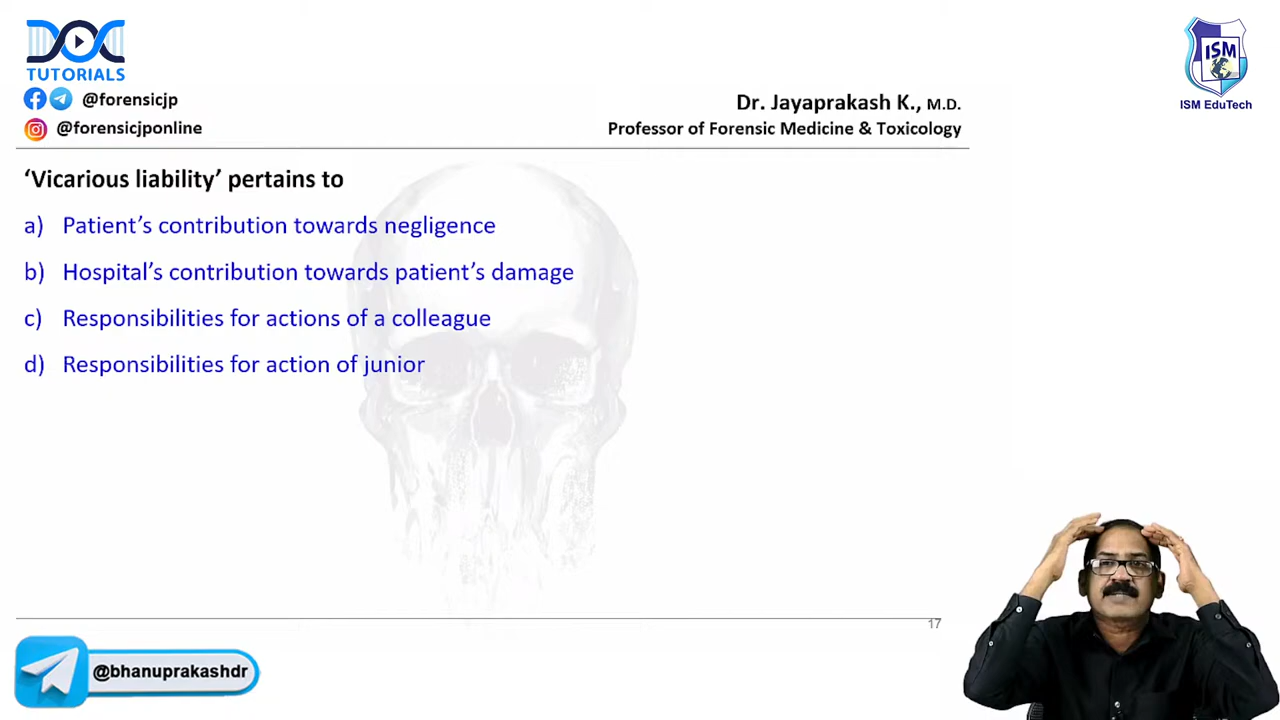 DOC
TUTORIALS
@forensicjp
@forensicjponline
Dr. Jayaprakash K., M.D.
Professor of Forensic Medicine & Toxicology
ISM
ISM EduTech
‘Vicarious liability’ pertains to
a) Patient’s contribution towards negligence
b) Hospital’s contribution towards patient’s damage
c) Responsibilities for actions of a colleague
d) Responsibilities for action of junior
17
@bhanuprakashdr